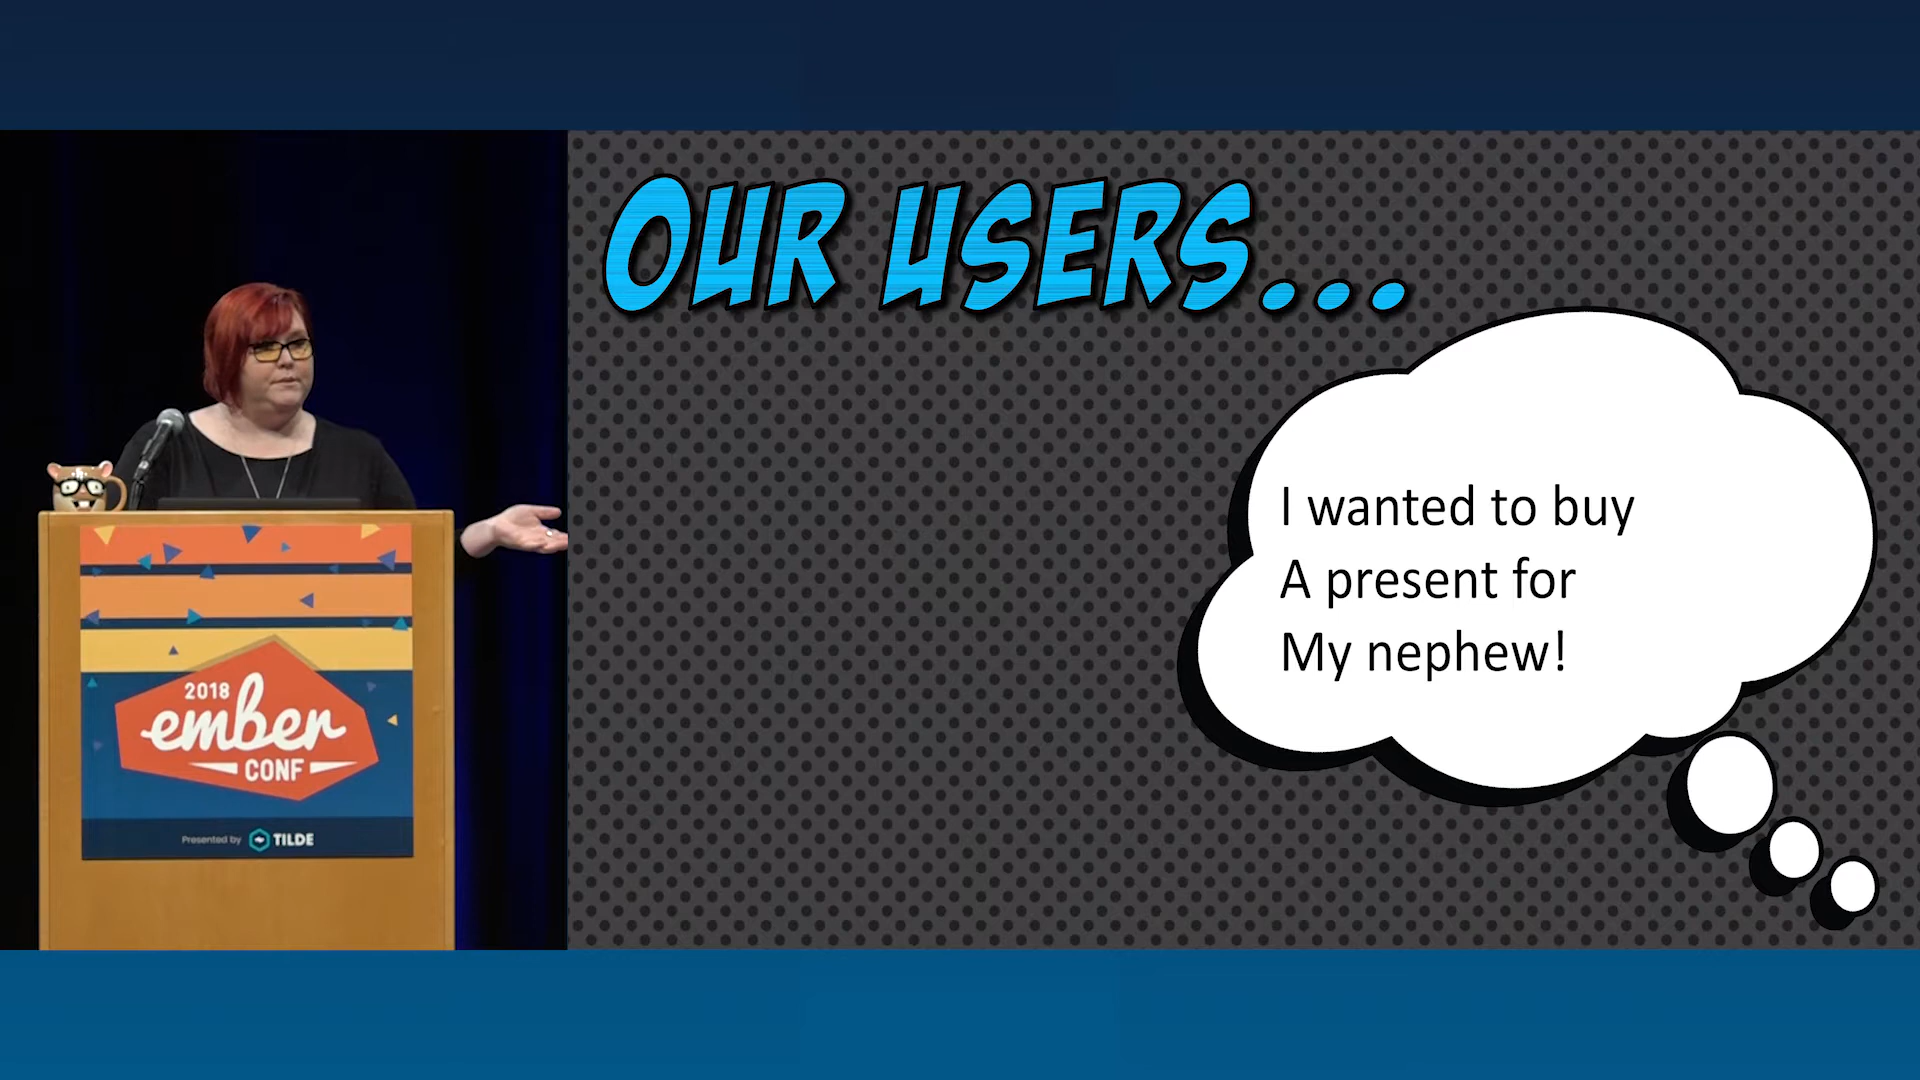 OUR USERS...
I wanted to buy
A present for
My nephew!
2018
ember
CONF
Presented by TILDE